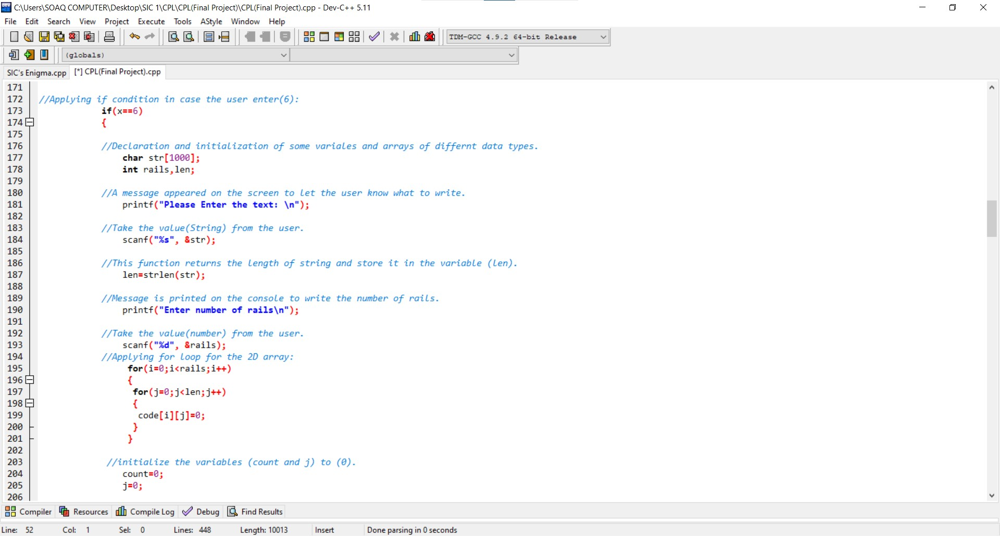 C:\Users\SOAQ COMPUTER\Desktop\SIC 1\CPL\CPL(Final Project)\CPL(Final Project).cpp - Dev-C++ 5.11
File Edit Search View Project Execute Tools AStyle Window Help
TDM-GCC 4.9.2 64-bit Release
(globals)
SIC's Enigma.cpp [*] CPL(Final Project).cpp
171
172 //Applying if condition in case the user enter(6):
173 if(x==6)
174 {
175
176 //Declaration and initialization of some variales and arrays of differnt data types.
177 char str[1000];
178 int rails,len;
179
180 //A message appeared on the screen to let the user know what to write.
181 printf("Please Enter the text: \n");
182
183 //Take the value(String) from the user.
184 scanf("%s", &str);
185
186 //This function returns the length of string and store it in the variable (len).
187 len=strlen(str);
188
189 //Message is printed on the console to write the number of rails.
190 printf("Enter number of rails\n");
191
192 //Take the value(number) from the user.
193 scanf("%d", &rails);
194 //Applying for loop for the 2D array:
195 for(i=0;i<rails;i++)
196 {
197 for(j=0;j<len;j++)
198 {
199 code[i][j]=0;
200 }
201 }
202
203 //initialize the variables (count and j) to (0).
204 count=0;
205 j=0;
206
Compiler Resources Compile Log Debug Find Results
Line: 52 Col: 1 Sel: 0 Lines: 448 Length: 10013 Insert Done parsing in 0 seconds